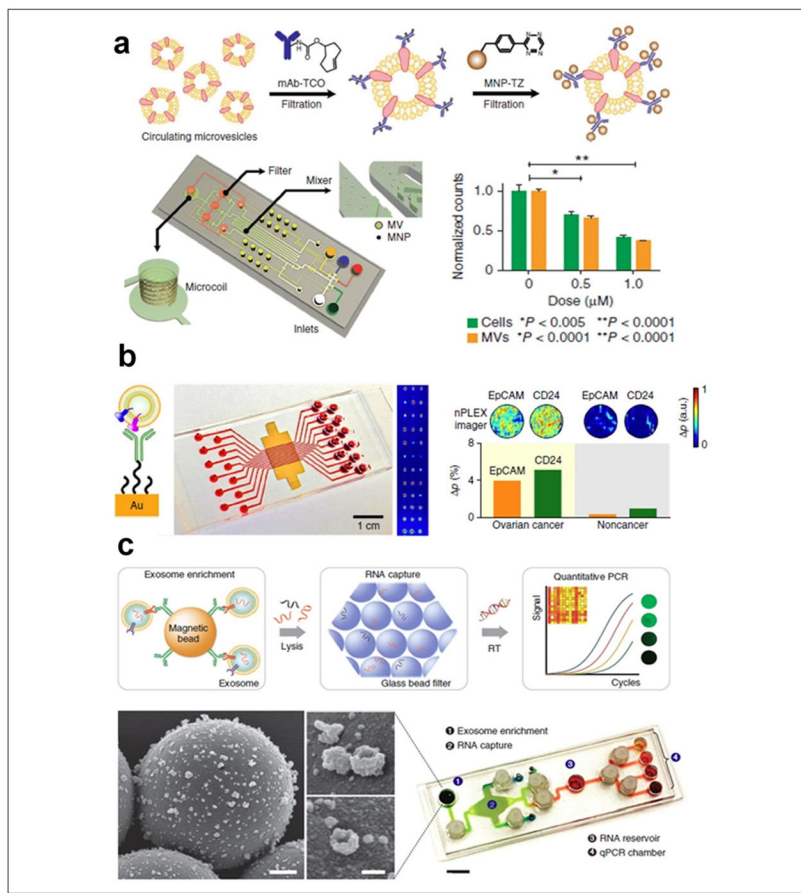 a
mAb-TCO
Filtration
MNP-TZ
Filtration
Circulating microvesicles
Filter
Mixer
MV
MNP
Microcoil
Inlets
Normalized counts
1.0
0.5
0
**
*
0 0.5 1.0
Dose (μM)
Cells *P < 0.005 **P < 0.0001
MVs *P < 0.0001 **P < 0.0001
b
Au
1 cm
EpCAM CD24 EpCAM CD24
nPLEX
imager
1
0
Δp (a.u.)
Δp (%)
8
4
0
EpCAM
CD24
Ovarian cancer Noncancer
c
Exosome enrichment
Magnetic
bead
Exosome
Lysis
RNA capture
Glass bead filter
RT
Quantitative PCR
Signal
Cycles
❶ Exosome enrichment
❷ RNA capture
1
2
3
4
❸ RNA reservoir
❹ qPCR chamber